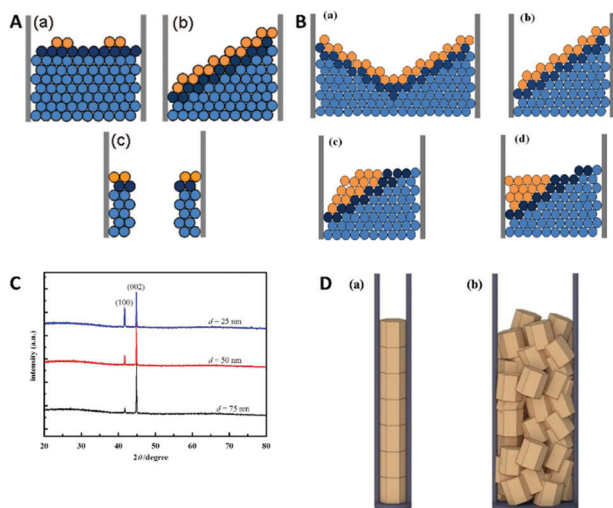 A
(a)
(b)
(c)
B
(a)
(b)
(c)
(d)
C
intensity (a.u.)
(100)
(002)
d = 25 nm
d = 50 nm
d = 75 nm
20 30 40 50 60 70 80
2θ/degree
D
(a)
(b)